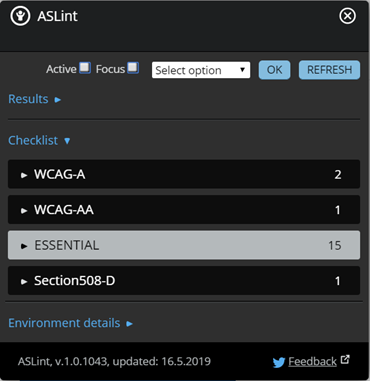 ASLint
Active Focus Select option OK REFRESH
Results
Checklist
WCAG-A 2
WCAG-AA 1
ESSENTIAL 15
Section508-D 1
Environment details
ASLint, v.1.0.1043, updated: 16.5.2019 Feedback